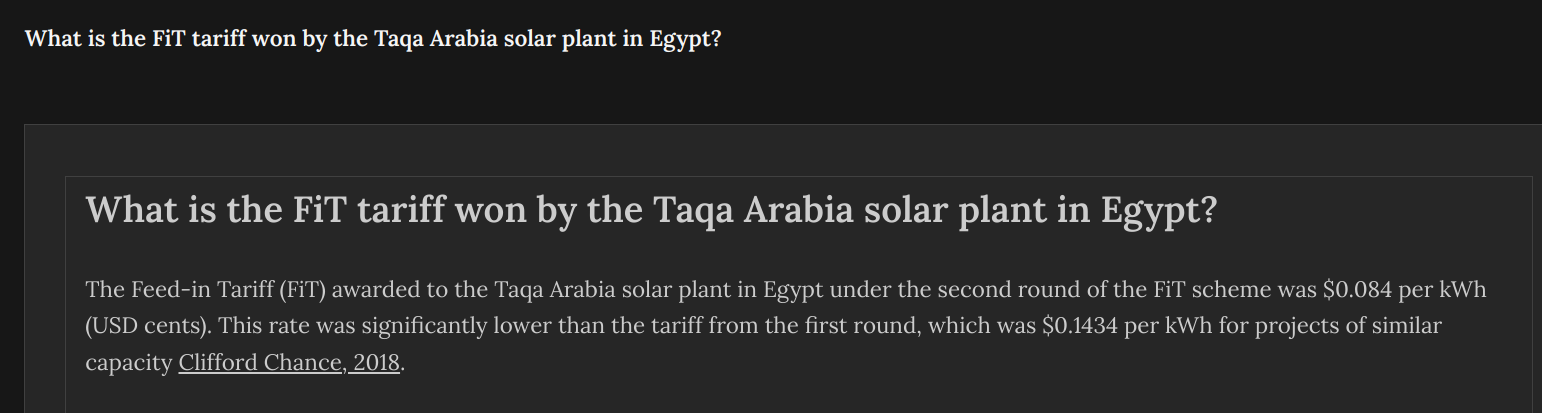 What is the FiT tariff won by the Taqa Arabia solar plant in Egypt?
What is the FiT tariff won by the Taqa Arabia solar plant in Egypt?
The Feed-in Tariff (FiT) awarded to the Taqa Arabia solar plant in Egypt under the second round of the FiT scheme was $0.084 per kWh
(USD cents). This rate was significantly lower than the tariff from the first round, which was $0.1434 per kWh for projects of similar
capacity Clifford Chance, 2018.